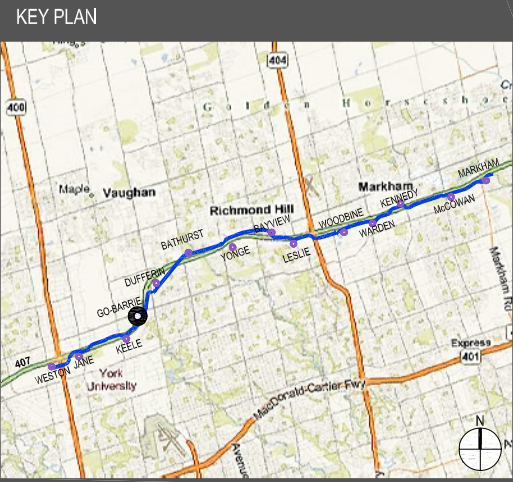 KEY PLAN
400
404
Golden Horseshoe
MARKHAM
Maple
Vaughan
Markham
KENNEDY
McCOWAN
Richmond Hill
BAYVIEW
WOODBINE
WARDEN
BATHURST
YONGE
LESLIE
DUFFERIN
Markham Rd
GO-BARRIE
KEELE
407
WESTON
JANE
York
University
Express
401
MacDonald-Cartier Fwy
Avenue
N